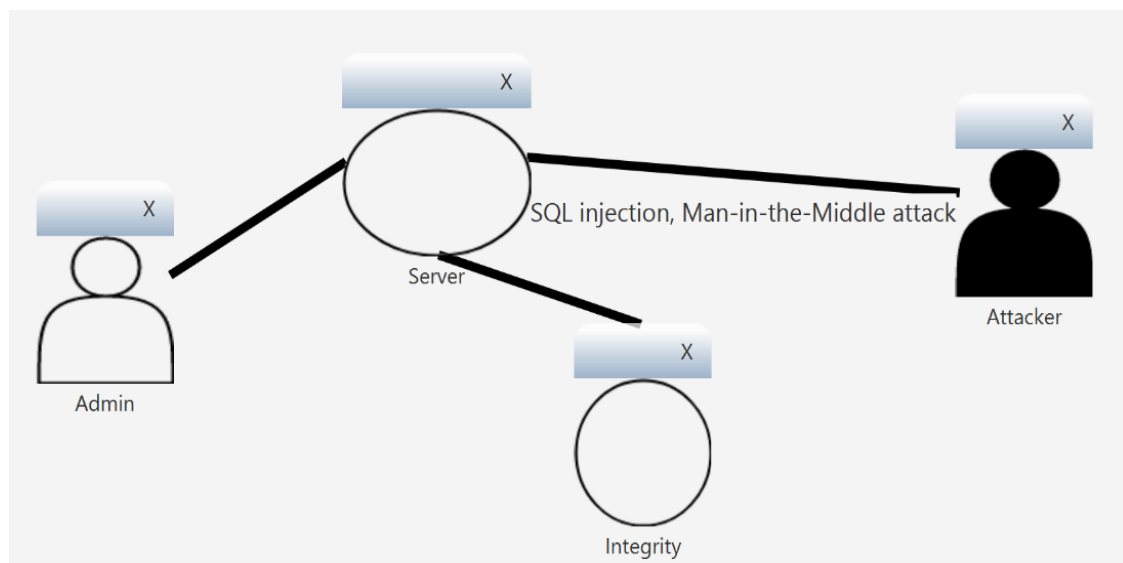 X
X
X
SQL injection, Man-in-the-Middle attack
Server
Attacker
X
Admin
Integrity